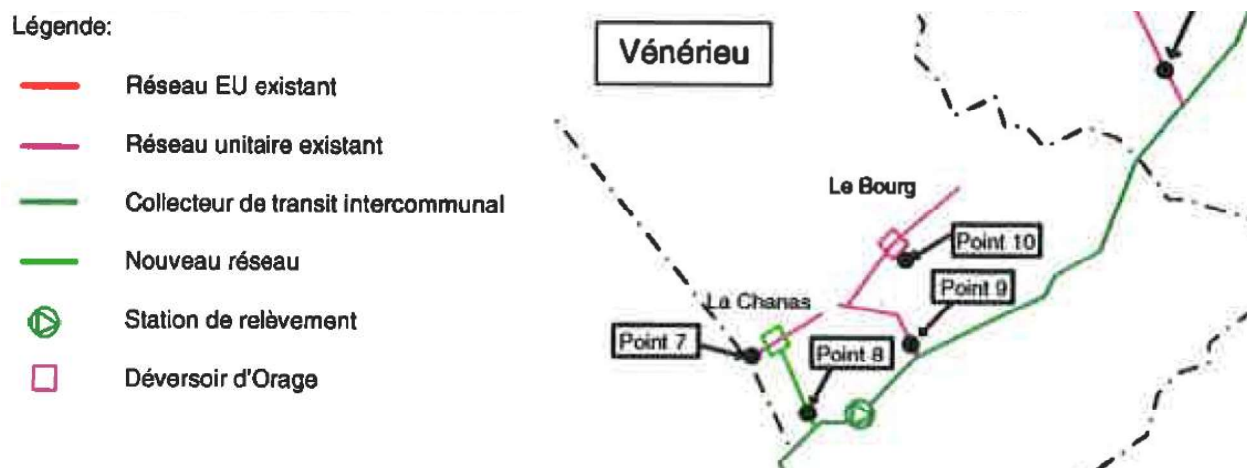 Légende:
Réseau EU existant
Réseau unitaire existant
Collecteur de transit intercommunal
Nouveau réseau
Station de relèvement
Déversoir d'Orage
Vénérieu
Le Bourg
Point 10
Point 9
La Chanas
Point 7
Point 8